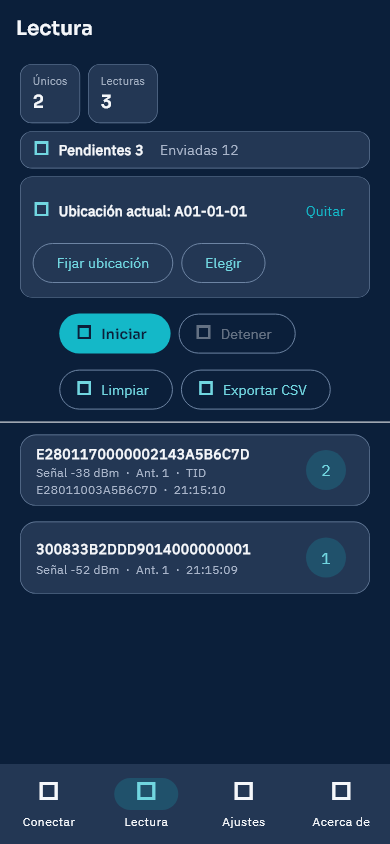 Lectura
Únicos
2
Lecturas
3
Pendientes 3 Enviadas 12
Ubicación actual: A01-01-01 Quitar
Fijar ubicación Elegir
Iniciar Detener
Limpiar Exportar CSV
E2801170000002143A5B6C7D
Señal -38 dBm · Ant. 1 · TID
E28011003A5B6C7D · 21:15:10
2
300833B2DDD9014000000001
Señal -52 dBm · Ant. 1 · 21:15:09
1
Conectar Lectura Ajustes Acerca de